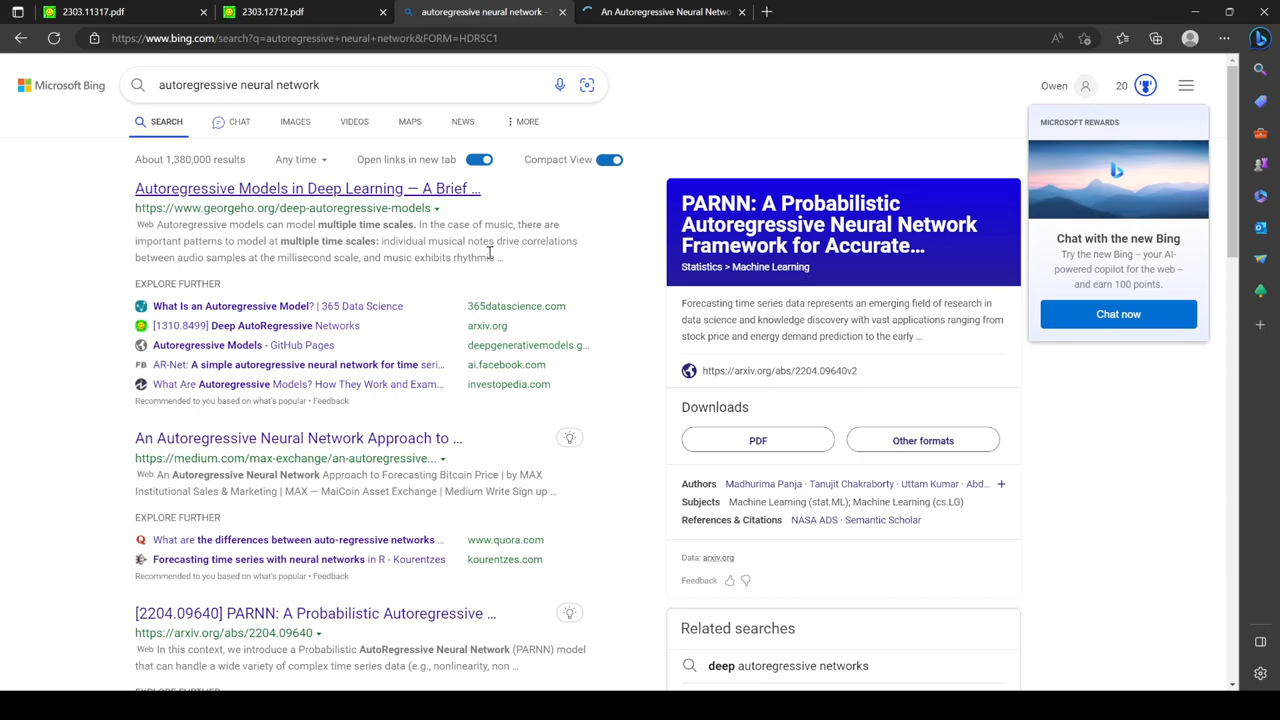 2303.11317.pdf
2303.12712.pdf
autoregressive neural network -
An Autoregressive Neural Netwo
https://www.bing.com/search?q=autoregressive+neural+network&FORM=HDRSC1
Microsoft Bing
autoregressive neural network
Owen
20
SEARCH
CHAT
IMAGES
VIDEOS
MAPS
NEWS
MORE
About 1,380,000 results
Any time
Open links in new tab
Compact View
Autoregressive Models in Deep Learning — A Brief ...
https://www.georgeho.org/deep-autoregressive-models
Web Autoregressive models can model multiple time scales. In the case of music, there are
important patterns to model at multiple time scales: individual musical notes drive correlations
between audio samples at the millisecond scale, and music exhibits rhythmic ...
EXPLORE FURTHER
What Is an Autoregressive Model? | 365 Data Science
365datascience.com
[1310.8499] Deep AutoRegressive Networks
arxiv.org
Autoregressive Models - GitHub Pages
deepgenerativemodels.g...
FB AR-Net: A simple autoregressive neural network for time seri...
ai.facebook.com
What Are Autoregressive Models? How They Work and Exam...
investopedia.com
Recommended to you based on what's popular • Feedback
An Autoregressive Neural Network Approach to ...
https://medium.com/max-exchange/an-autoregressive...
Web An Autoregressive Neural Network Approach to Forecasting Bitcoin Price | by MAX
Institutional Sales & Marketing | MAX — MaiCoin Asset Exchange | Medium Write Sign up ...
EXPLORE FURTHER
What are the differences between auto-regressive networks ...
www.quora.com
Forecasting time series with neural networks in R - Kourentzes
kourentzes.com
Recommended to you based on what's popular • Feedback
[2204.09640] PARNN: A Probabilistic Autoregressive ...
https://arxiv.org/abs/2204.09640
Web In this context, we introduce a Probabilistic AutoRegressive Neural Network (PARNN) model
that can handle a wide variety of complex time series data (e.g., nonlinearity, non ...
PARNN: A Probabilistic
Autoregressive Neural Network
Framework for Accurate...
Statistics > Machine Learning
Forecasting time series data represents an emerging field of research in
data science and knowledge discovery with vast applications ranging from
stock price and energy demand prediction to the early ...
https://arxiv.org/abs/2204.09640v2
Downloads
PDF
Other formats
Authors Madhurima Panja · Tanujit Chakraborty · Uttam Kumar · Abd...
Subjects Machine Learning (stat.ML); Machine Learning (cs.LG)
References & Citations NASA ADS · Semantic Scholar
Data: arxiv.org
Feedback
Related searches
deep autoregressive networks
MICROSOFT REWARDS
Chat with the new Bing
Try the new Bing -- your AI-
powered copilot for the web --
and earn 100 points.
Chat now